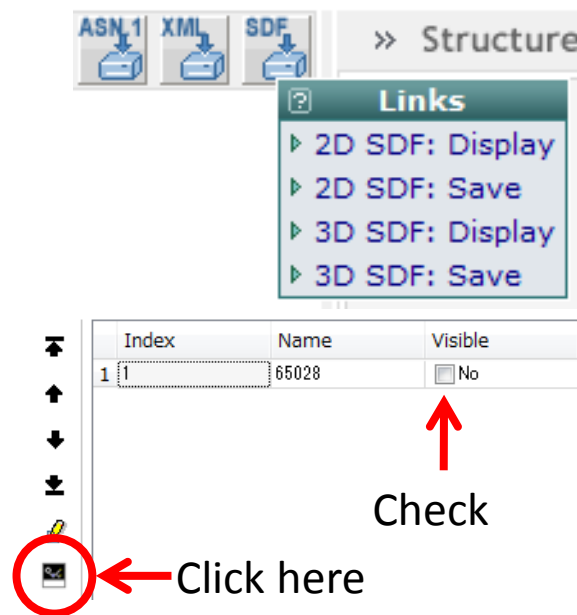 ASN.1 XML SDF
» Structure
? Links
2D SDF: Display
2D SDF: Save
3D SDF: Display
3D SDF: Save
Index Name Visible
1 1 65028 No
Check
Click here